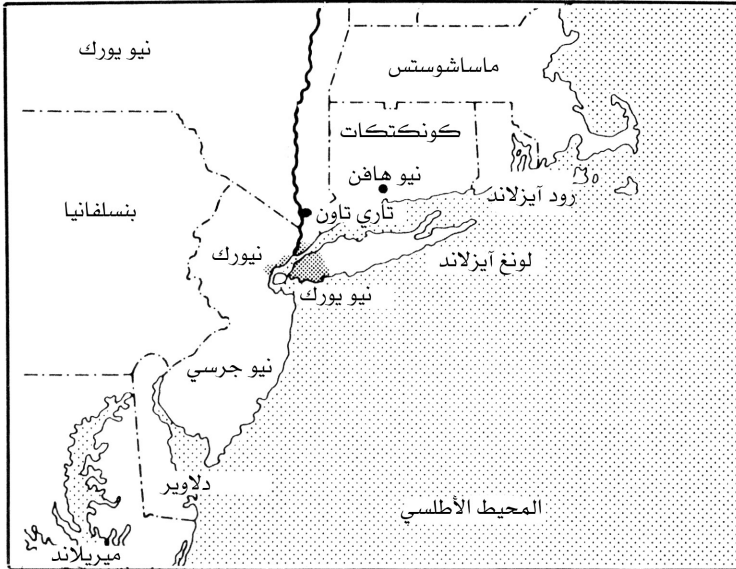 نيو يورك
ماساشوستس
كونكتكات
نيو هافن
رود آيزلاند
بنسلفانيا
تاري تاون
نيورك
لونغ آيزلاند
نيو يورك
نيو جرسي
دلاوير
المحيط الأطلسي
ميريلاند